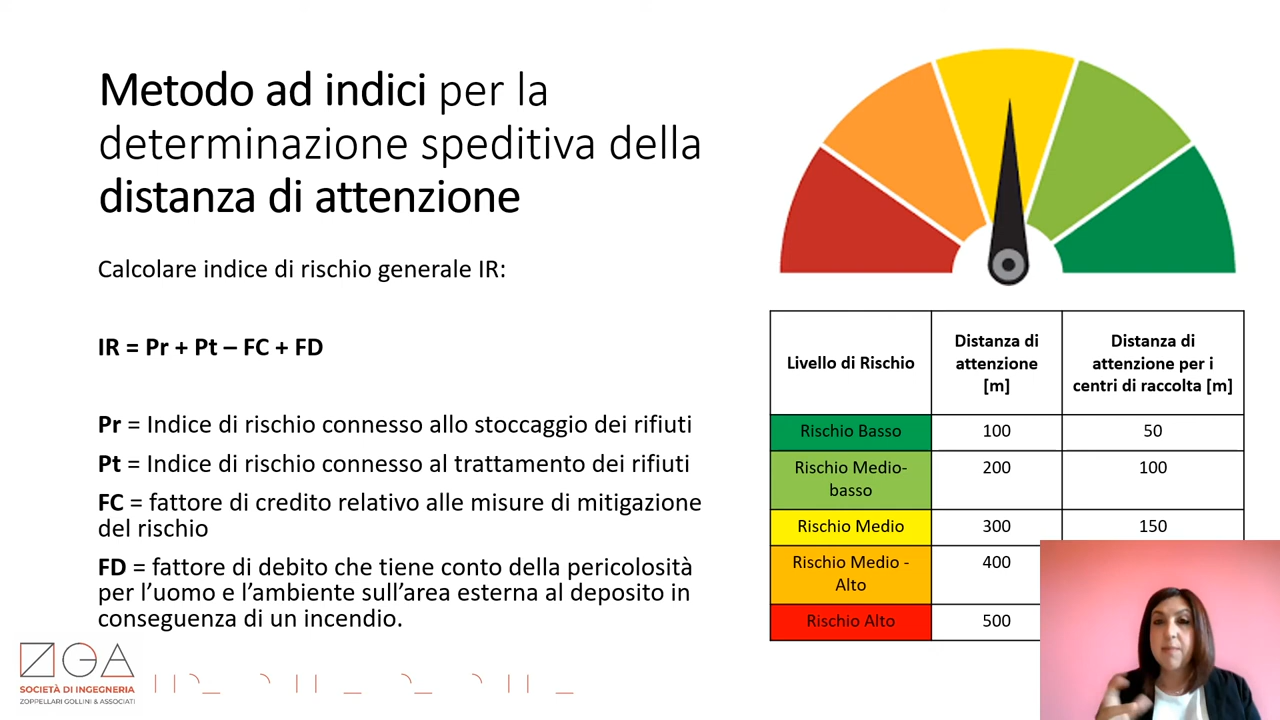 Metodo ad indici per la
determinazione speditiva della
distanza di attenzione
Calcolare indice di rischio generale IR:
IR = Pr + Pt – FC + FD
Pr = Indice di rischio connesso allo stoccaggio dei rifiuti
Pt = Indice di rischio connesso al trattamento dei rifiuti
FC = fattore di credito relativo alle misure di mitigazione
del rischio
FD = fattore di debito che tiene conto della pericolosità
per l’uomo e l’ambiente sull’area esterna al deposito in
conseguenza di un incendio.
Livello di Rischio
Distanza di
attenzione
[m]
Distanza di
attenzione per i
centri di raccolta [m]
Rischio Basso 100 50
Rischio Medio-
basso 200 100
Rischio Medio 300 150
Rischio Medio -
Alto 400
Rischio Alto 500
ZGA
SOCIETÀ DI INGEGNERIA
ZOPPELLARI GOLLINI & ASSOCIATI